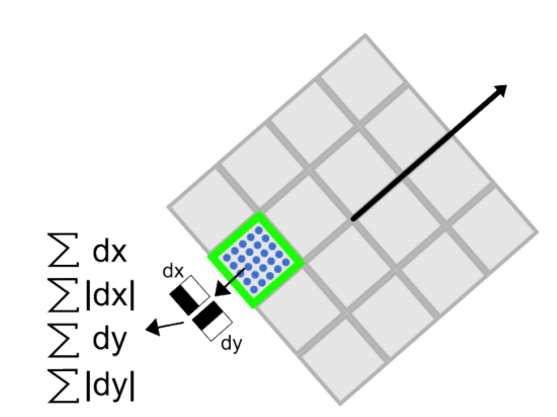 ∑ dx
∑ |dx|
∑ dy
∑ |dy|
dx
dy